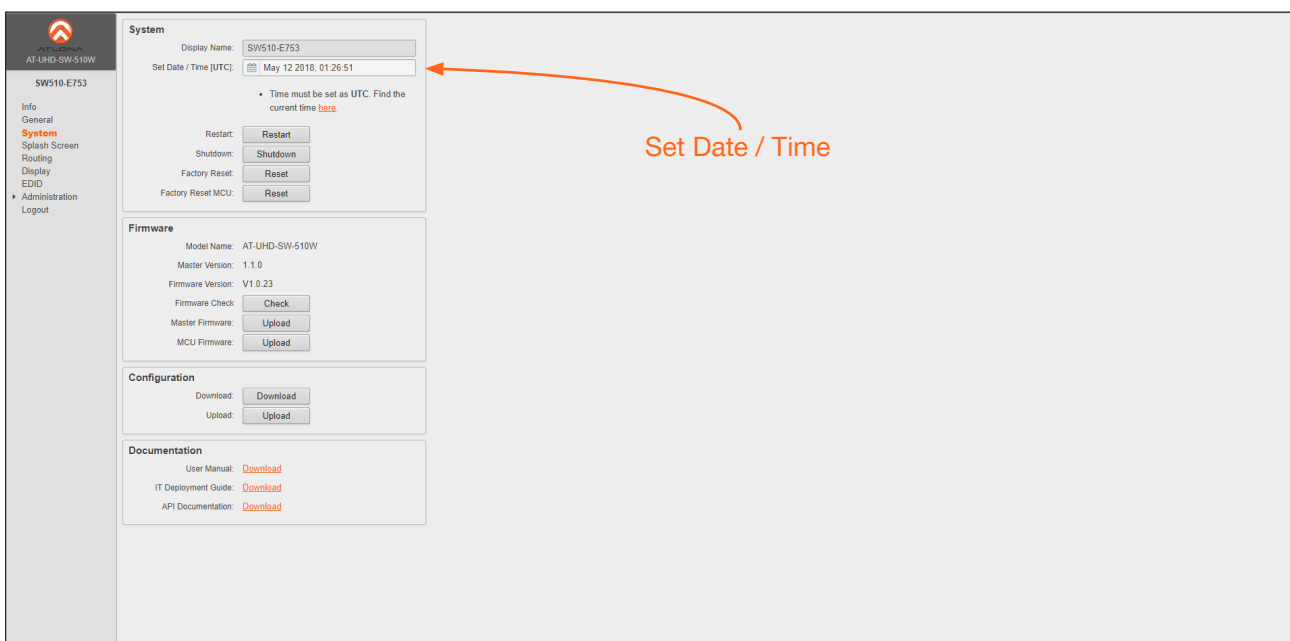 ATLONA
AT-UHD-SW-510W
SW510-E753
Info
General
System
Splash Screen
Routing
Display
EDID
Administration
Logout
System
Display Name: SW510-E753
Set Date / Time [UTC]: May 12 2018, 01:26:51
• Time must be set as UTC. Find the
current time here.
Restart: Restart
Shutdown: Shutdown
Factory Reset: Reset
Factory Reset MCU: Reset
Set Date / Time
Firmware
Model Name: AT-UHD-SW-510W
Master Version: 1.1.0
Firmware Version: V1.0.23
Firmware Check Check
Master Firmware: Upload
MCU Firmware: Upload
Configuration
Download: Download
Upload: Upload
Documentation
User Manual: Download
IT Deployment Guide: Download
API Documentation: Download